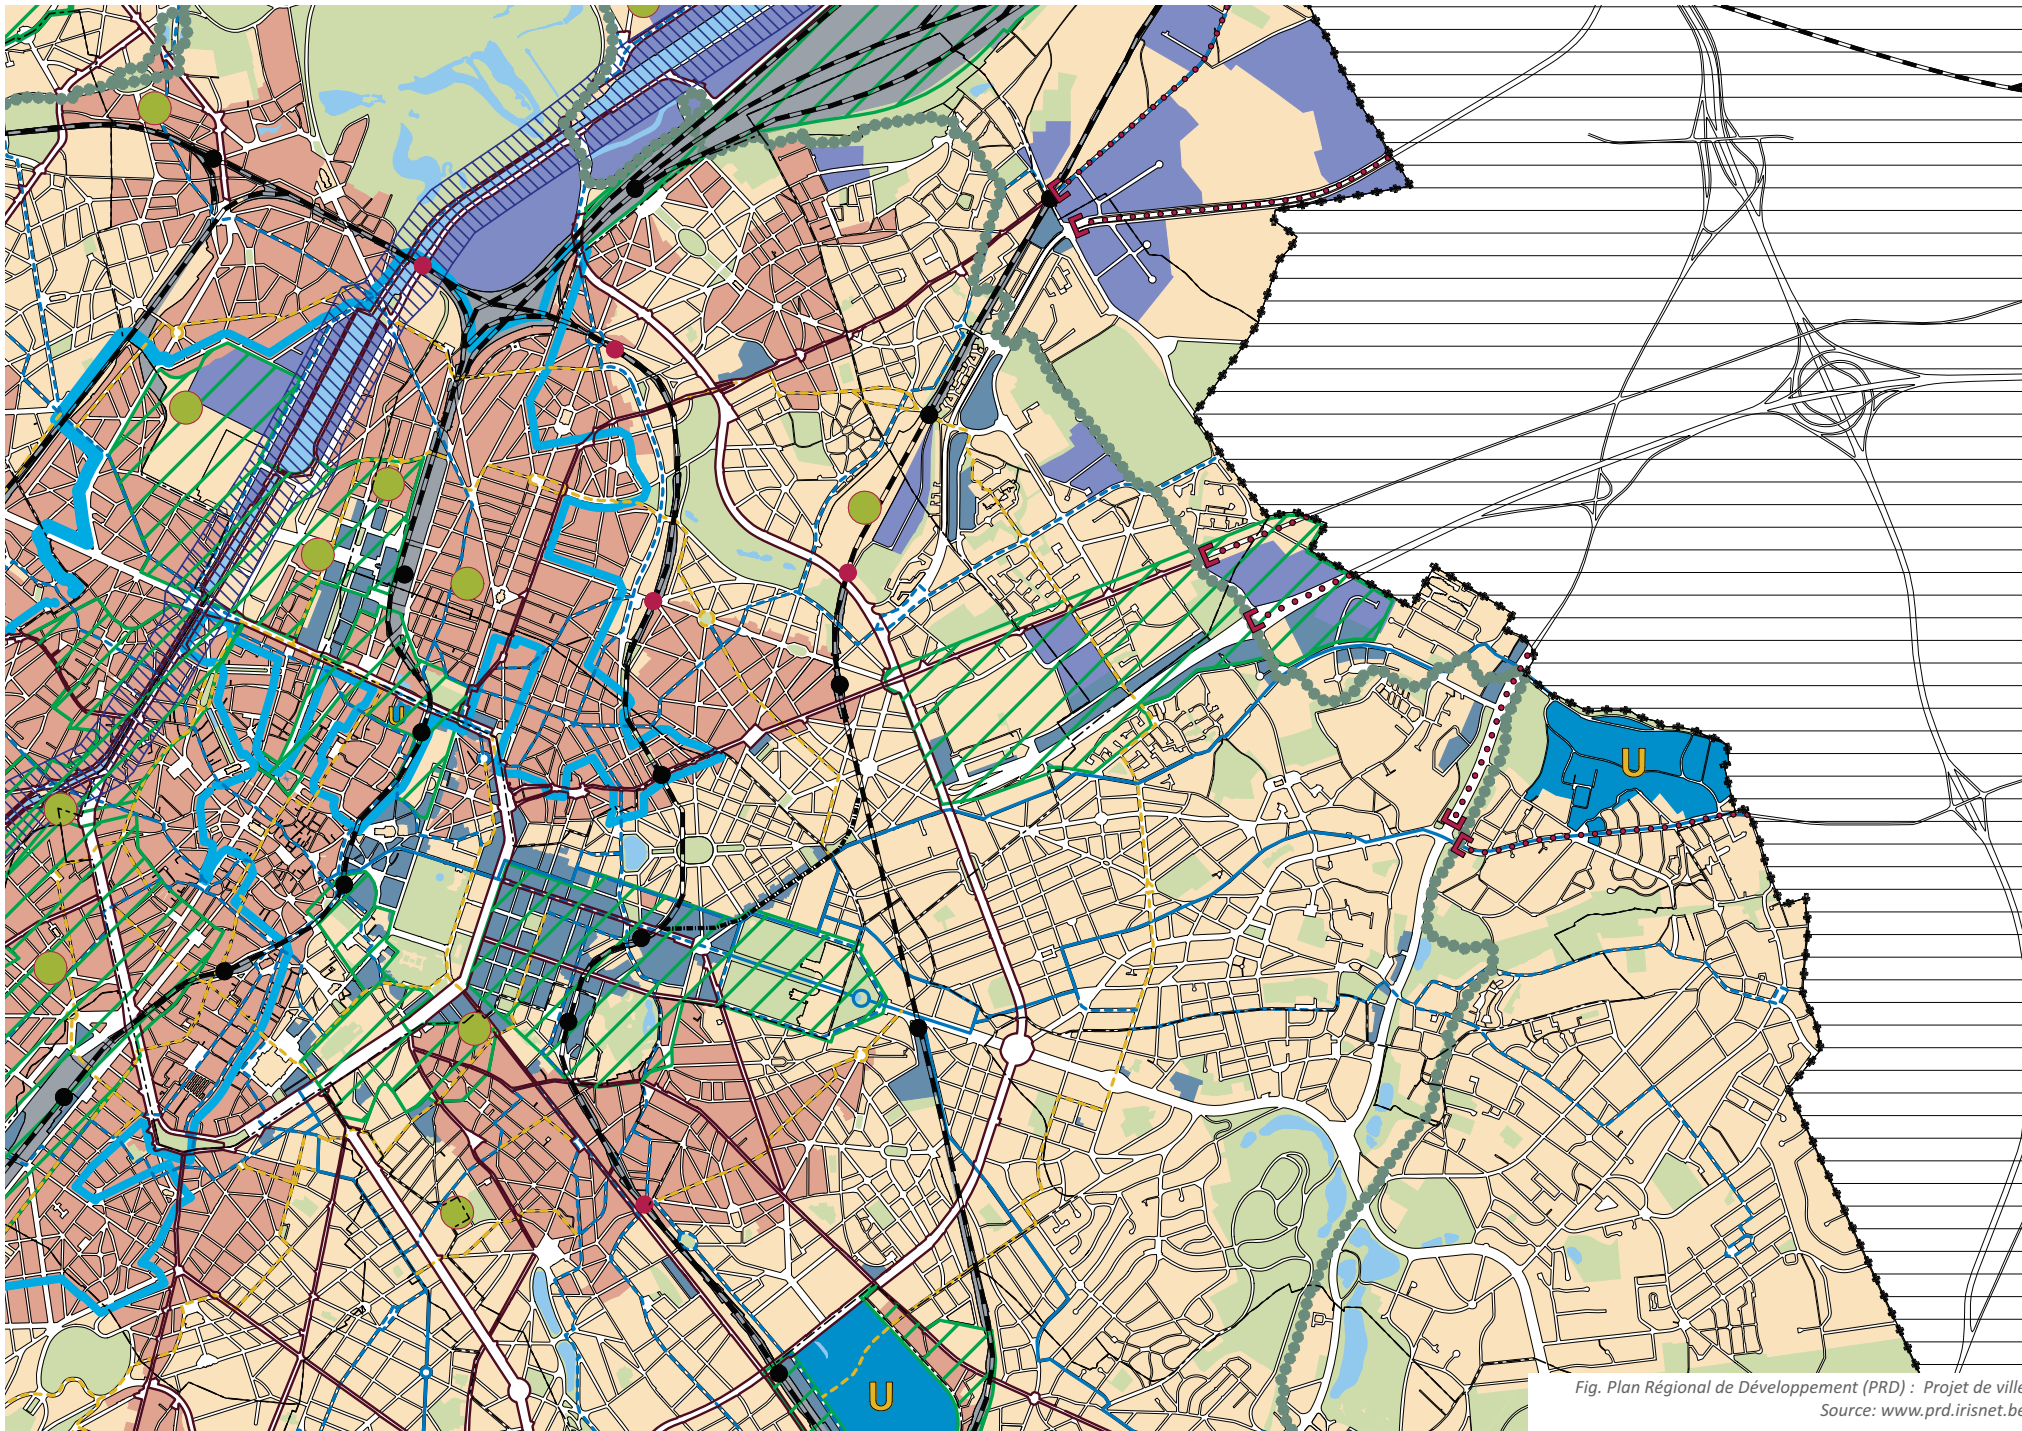 U
U
U
Fig. Plan Régional de Développement (PRD) : Projet de ville
Source: www.prd.irisnet.be